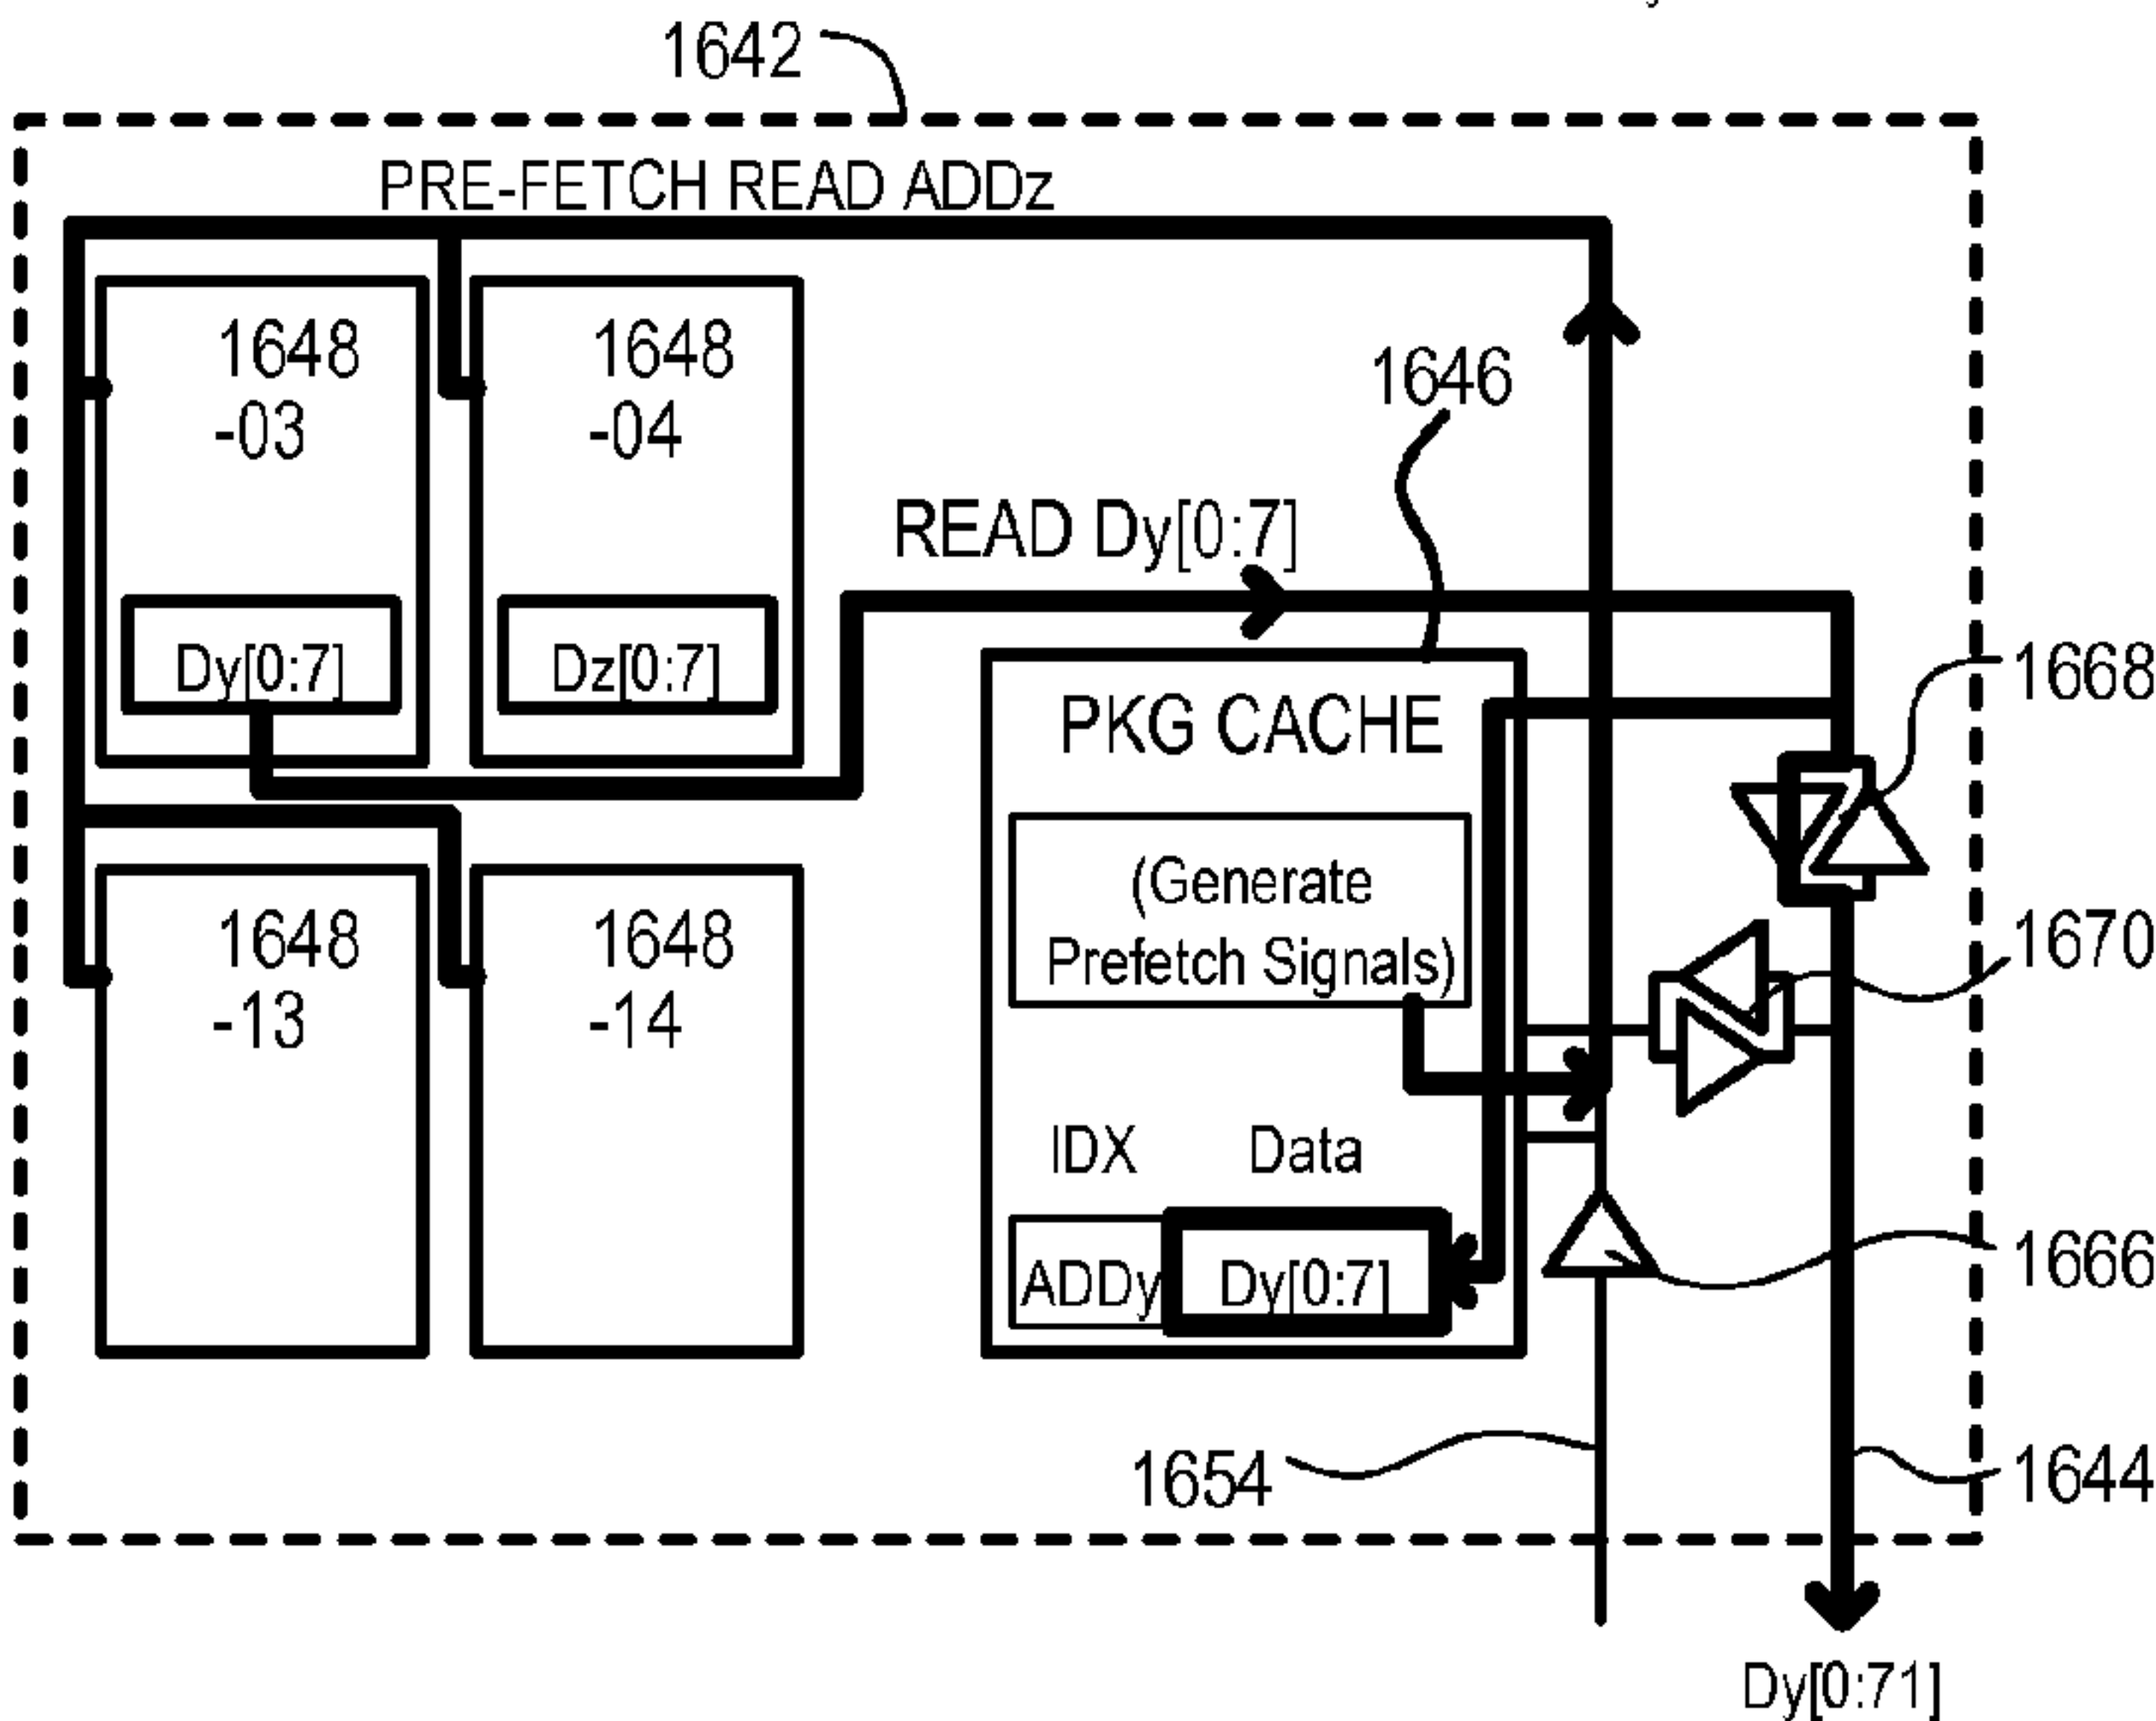 1642
PRE-FETCH READ ADDz
1648
-03
1648
-04
1646
READ Dy[0:7]
Dy[0:7]
Dz[0:7]
1668
PKG CACHE
(Generate
Prefetch Signals)
1648
-13
1648
-14
1670
IDX Data
ADDy Dy[0:7]
1666
1654
1644
Dy[0:71]